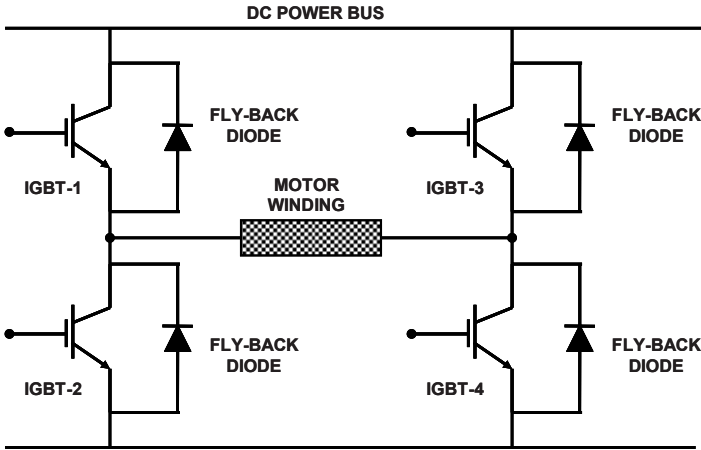 DC POWER BUS
FLY-BACK
DIODE
IGBT-1
FLY-BACK
DIODE
IGBT-3
MOTOR
WINDING
FLY-BACK
DIODE
IGBT-2
FLY-BACK
DIODE
IGBT-4